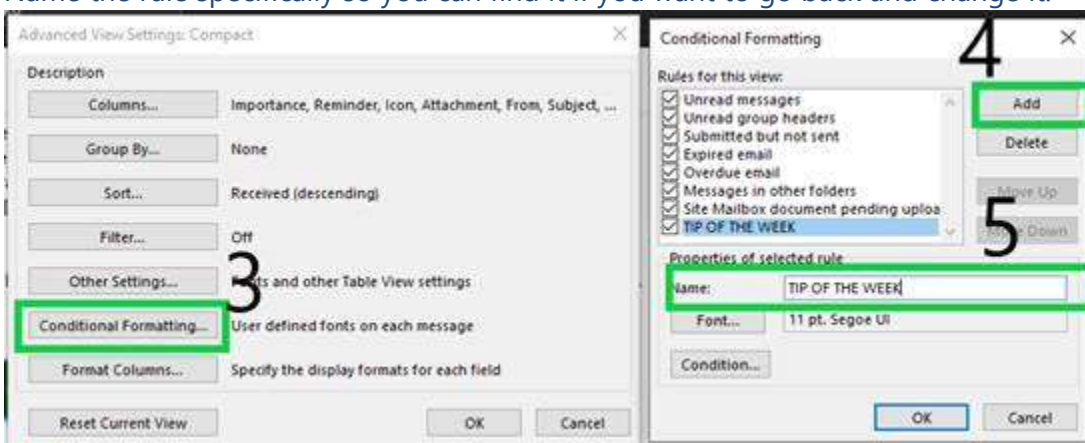 Name the rule specifically so you can find it if you want to go back and change it.
Advanced View Settings: Compact
Description
Columns... Importance, Reminder, Icon, Attachment, From, Subject, ...
Group By... None
Sort... Received (descending)
Filter... Off
3
Other Settings... and other Table View settings
Conditional Formatting... User defined fonts on each message
Format Columns... Specify the display formats for each field
Reset Current View OK Cancel
Conditional Formatting
4
Rules for this view:
Unread messages
Unread group headers
Submitted but not sent
Expired email
Overdue email
Messages in other folders
Site Mailbox document pending uploa
TIP OF THE WEEK
Add
Delete
Move Up
Down
5
Properties of selected rule
Name: TIP OF THE WEEK
Font... 11 pt. Segoe UI
Condition...
OK Cancel